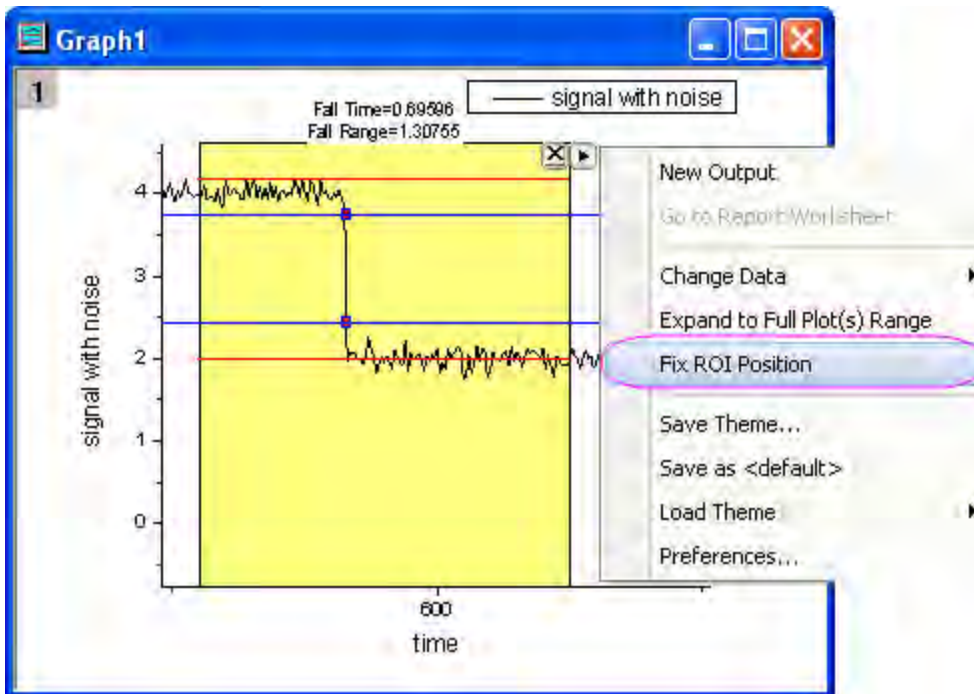 Graph1
1
signal with noise
Fall Time=0.69596
Fall Range=1.30755
New Output
Go to Report Worksheet
Change Data
Expand to Full Plot(s) Range
Fix ROI Position
Save Theme...
Save as <default>
Load Theme
Preferences...
signal with noise
4
3
2
1
0
600
time